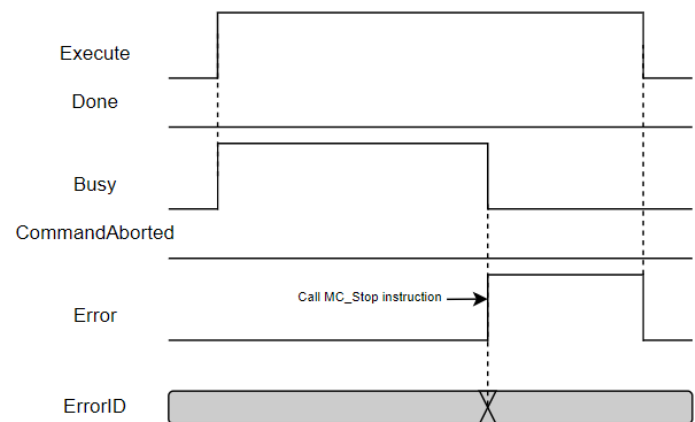 Execute
Done
Busy
CommandAborted
Call MC_Stop instruction
Error
ErrorID